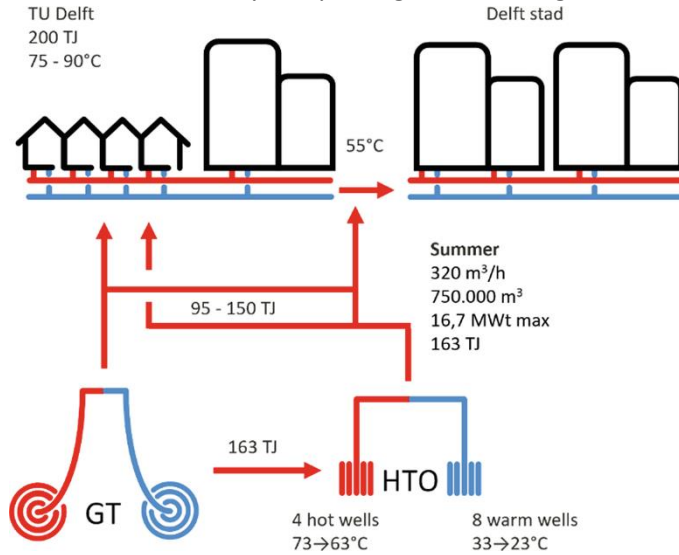 TU Delft
200 TJ
75 - 90°C
Delft stad
55°C
Summer
320 m³/h
750.000 m³
16,7 MWt max
163 TJ
95 - 150 TJ
163 TJ
GT
HTO
4 hot wells
73→63°C
8 warm wells
33→23°C